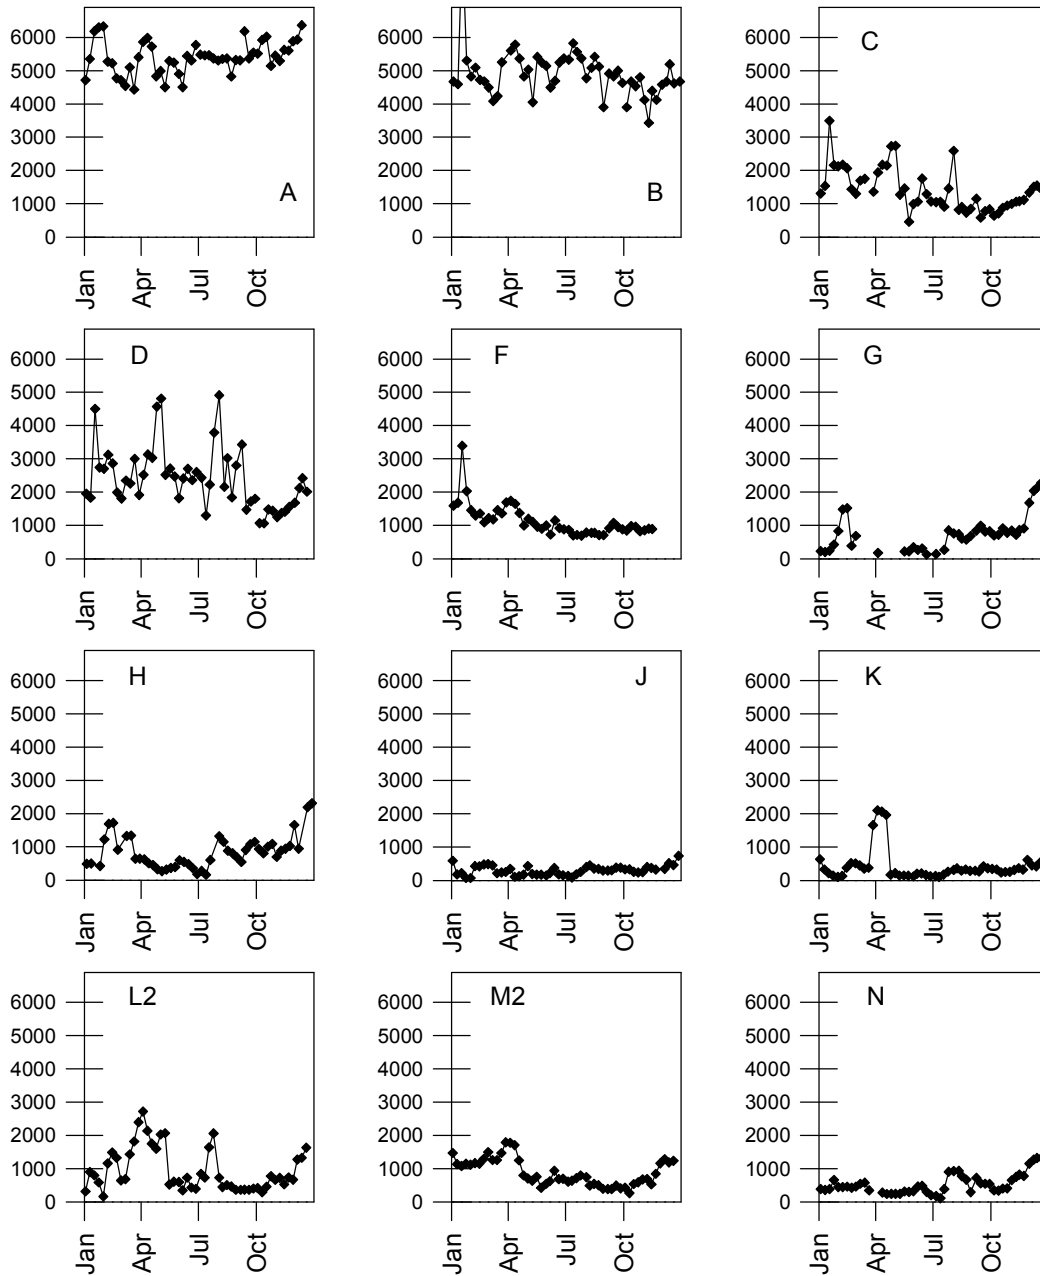 6000 6000 6000 C
5000 5000 5000
4000 4000 4000
3000 3000 3000
2000 2000 2000
1000 A 1000 B 1000
0 0 0
Jan Apr Jul Oct Jan Apr Jul Oct Jan Apr Jul Oct
6000 D 6000 F 6000 G
5000 5000 5000
4000 4000 4000
3000 3000 3000
2000 2000 2000
1000 1000 1000
0 0 0
Jan Apr Jul Oct Jan Apr Jul Oct Jan Apr Jul Oct
6000 H 6000 J 6000 K
5000 5000 5000
4000 4000 4000
3000 3000 3000
2000 2000 2000
1000 1000 1000
0 0 0
Jan Apr Jul Oct Jan Apr Jul Oct Jan Apr Jul Oct
6000 L2 6000 M2 6000 N
5000 5000 5000
4000 4000 4000
3000 3000 3000
2000 2000 2000
1000 1000 1000
0 0 0
Jan Apr Jul Oct Jan Apr Jul Oct Jan Apr Jul Oct